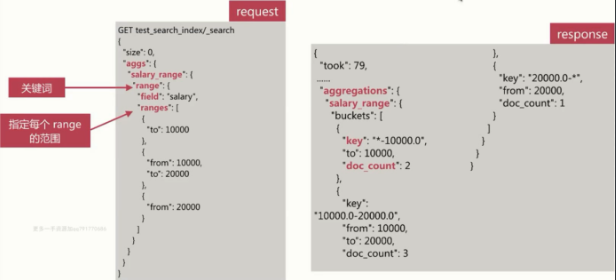 request
GET test_search_index/_search
{
"size": 0,
"aggs": {
"salary_range": {
"range": {
"field": "salary",
"ranges": [
{
"to": 10000
},
{
"from": 10000,
"to": 20000
},
{
"from": 20000
}
]
}
}
}
}
关键词
指定每个 range
的范围
response
{
"took": 79,
......
"aggregations": {
"salary_range": {
"buckets": [
{
"key": "*-10000.0",
"to": 10000,
"doc_count": 2
},
{
"key":
"10000.0-20000.0",
"from": 10000,
"to": 20000,
"doc_count": 3
},
{
"key": "20000.0-*",
"from": 20000,
"doc_count": 1
}
]
}
}
}